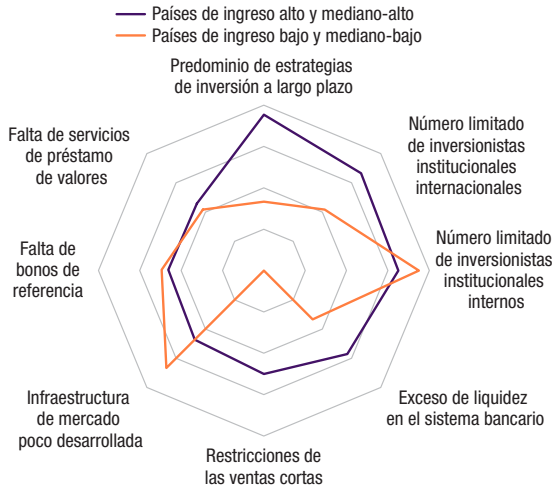 Países de ingreso alto y mediano-alto
Países de ingreso bajo y mediano-bajo
Predominio de estrategias
de inversión a largo plazo
Número limitado
de inversionistas
institucionales
internacionales
Número limitado
de inversionistas
institucionales
internos
Exceso de liquidez
en el sistema bancario
Restricciones de
las ventas cortas
Infraestructura
de mercado
poco desarrollada
Falta de
bonos de
referencia
Falta de servicios
de préstamo
de valores